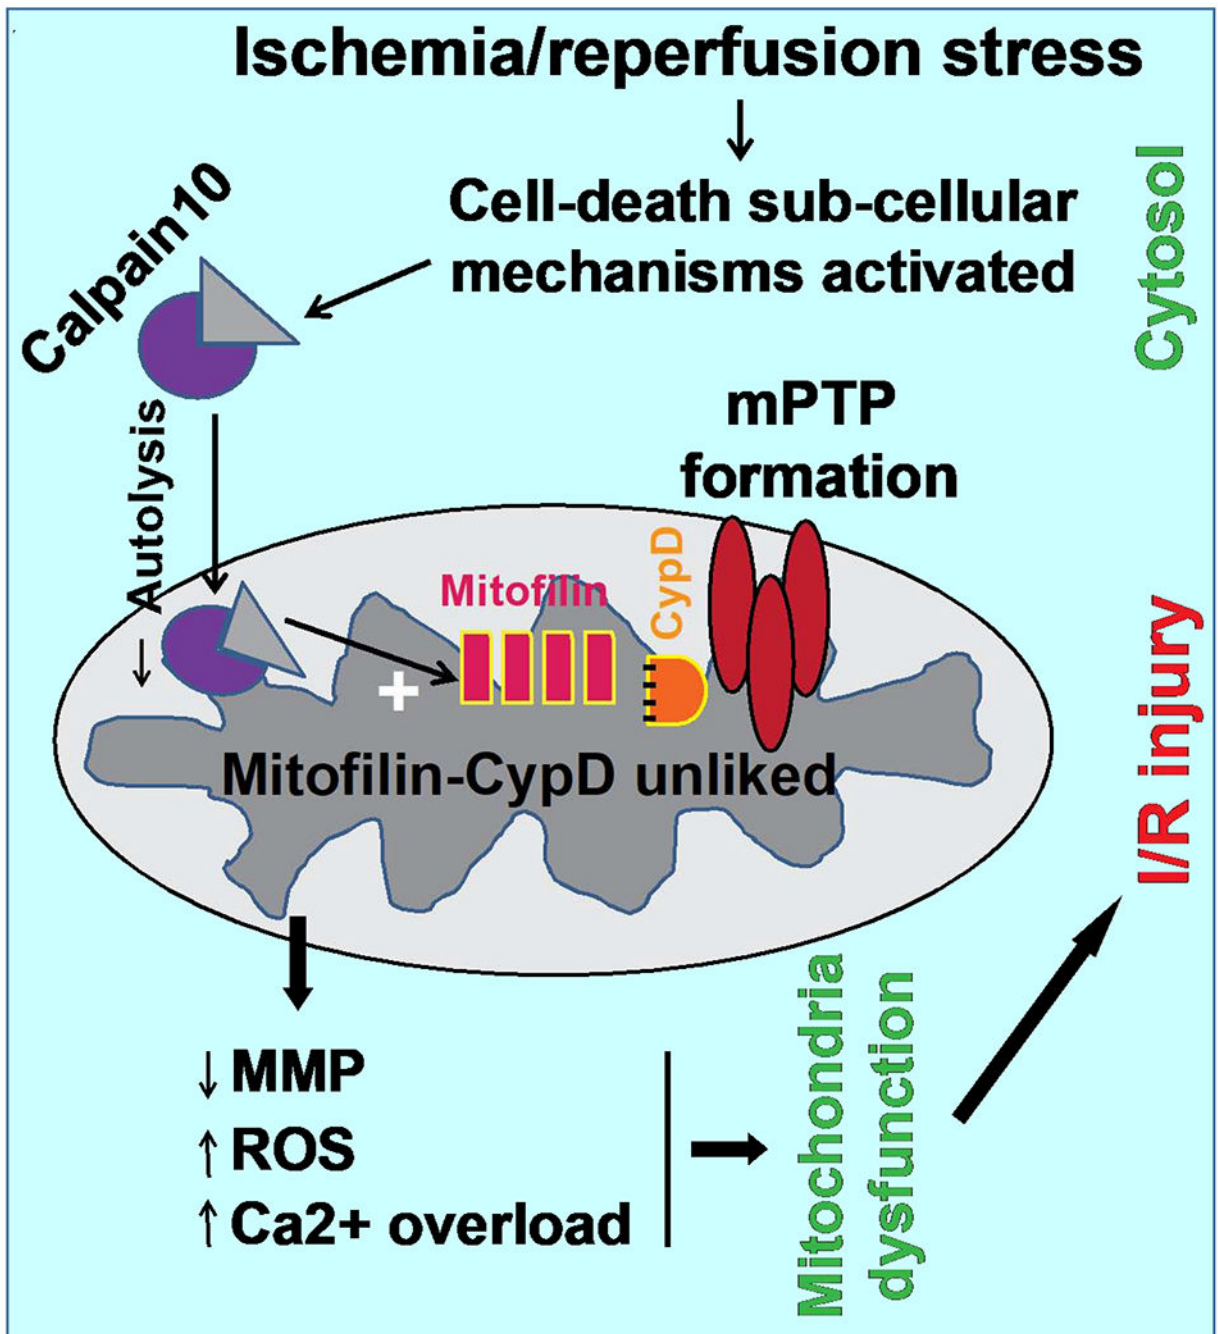 Ischemia/reperfusion stress
Cell-death sub-cellular
mechanisms activated
Cytosol
Calpain10
Autolysis
mPTP
formation
Mitofilin
CypD
Mitofilin-CypD unliked
I/R injury
↓ MMP
↑ ROS
↑ Ca2+ overload
Mitochondria
dysfunction